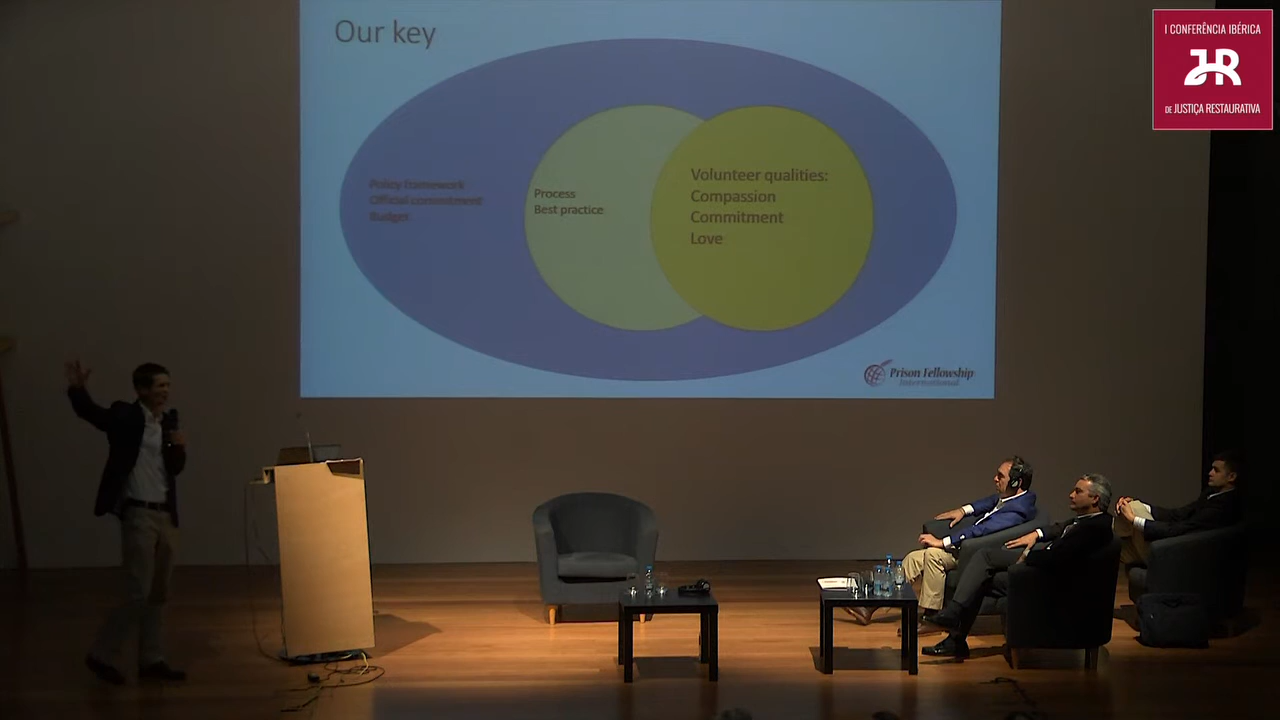 Our key
I CONFERÊNCIA IBÉRICA
JHR
DE JUSTIÇA RESTAURATIVA
Policy framework
Official commitment
Budget
Process
Best practice
Volunteer qualities:
Compassion
Commitment
Love
Prison Fellowship
International